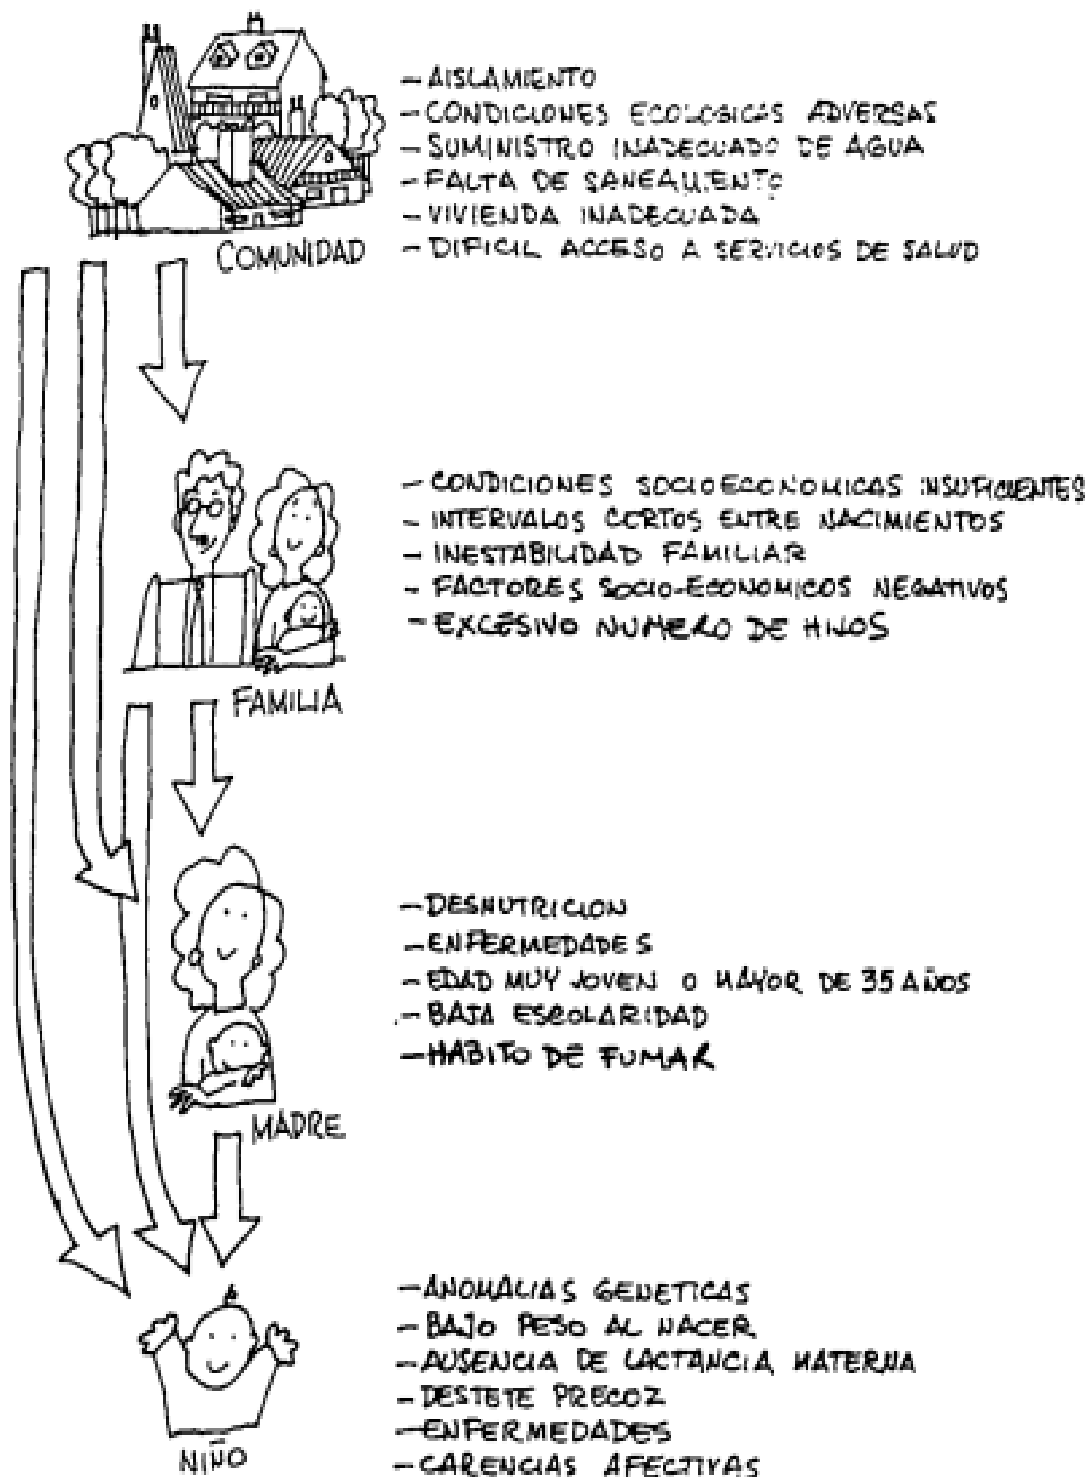 - AISLAMIENTO
- CONDICIONES ECOLOGICAS ADVERSAS
- SUMINISTRO INADECUADO DE AGUA
- FALTA DE SANEAMIENTO
- VIVIENDA INADECUADA
- DIFICIL ACCESO A SERVICIOS DE SALUD
COMUNIDAD
- CONDICIONES SOCIOECONOMICAS INSUFICIENTES
- INTERVALOS CORTOS ENTRE NACIMIENTOS
- INESTABILIDAD FAMILIAR
- FACTORES SOCIO-ECONOMICOS NEGATIVOS
- EXCESIVO NUMERO DE HIJOS
FAMILIA
- DESNUTRICION
- ENFERMEDADES
- EDAD MUY JOVEN O MAYOR DE 35 AÑOS
- BAJA ESCOLARIDAD
- HABITO DE FUMAR
MADRE
- ANOMALIAS GENETICAS
- BAJO PESO AL NACER
- AUSENCIA DE LACTANCIA MATERNA
- DESTETE PRECOZ
- ENFERMEDADES
- CARENCIAS AFECTIVAS
NIÑO